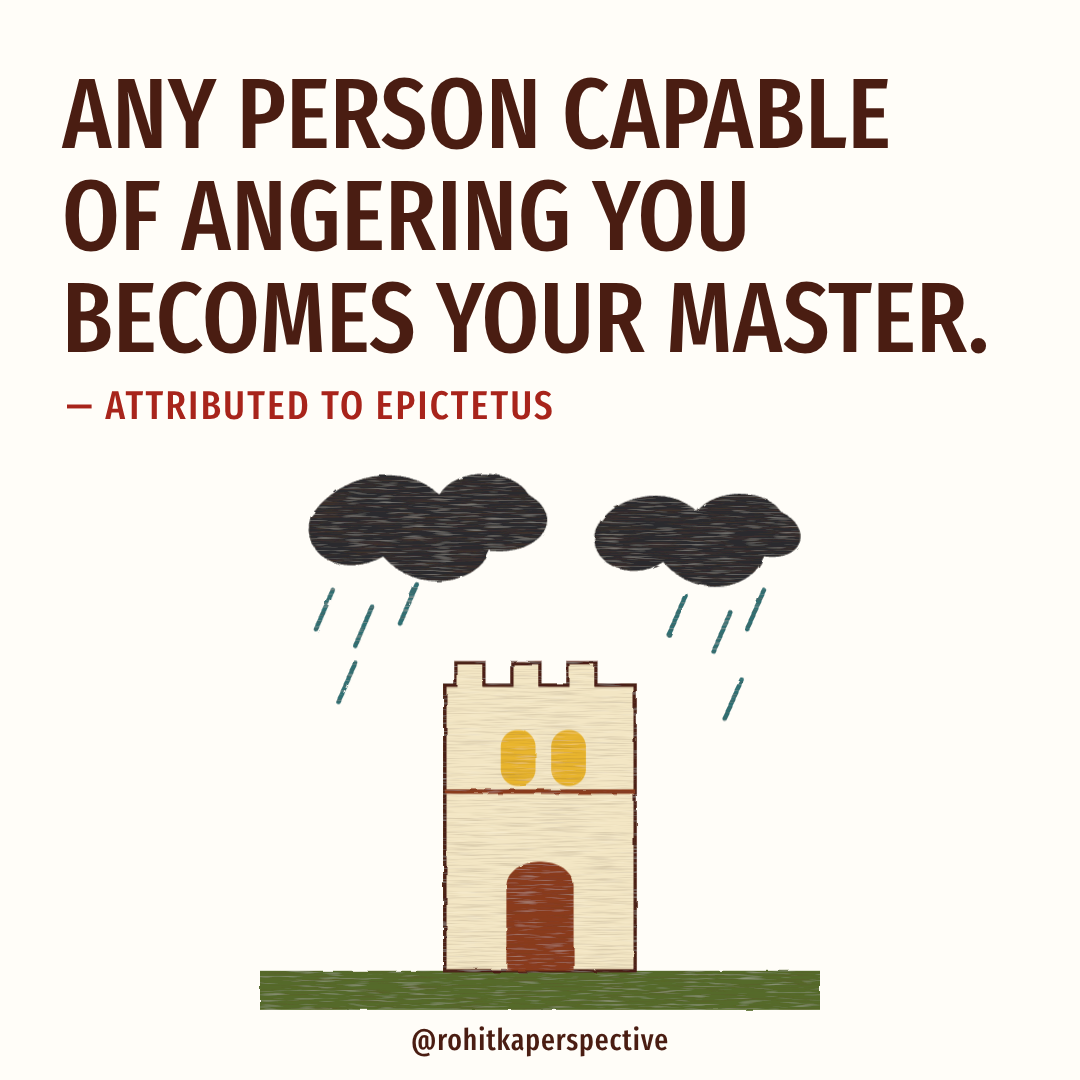 ANY PERSON CAPABLE
OF ANGERING YOU
BECOMES YOUR MASTER.
— ATTRIBUTED TO EPICTETUS
@rohitkaperspective